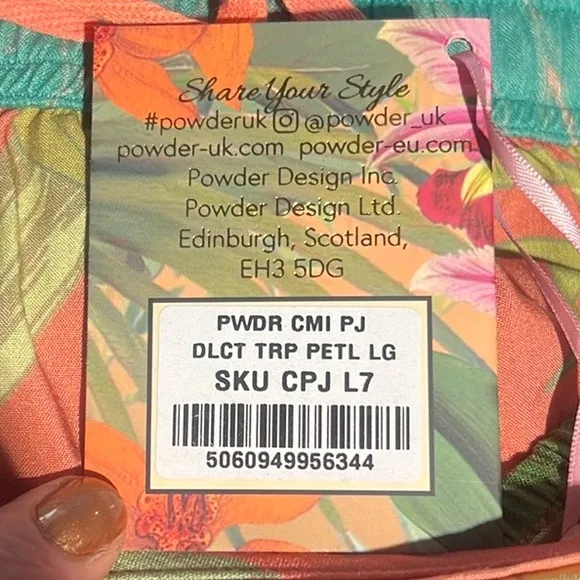 Share Your Style
#powderuk @powder_uk
powder-uk.com powder-eu.com
Powder Design Inc.
Powder Design Ltd.
Edinburgh, Scotland,
EH3 5DG
PWDR CMI PJ
DLCT TRP PETL LG
SKU CPJ L7
5060949956344